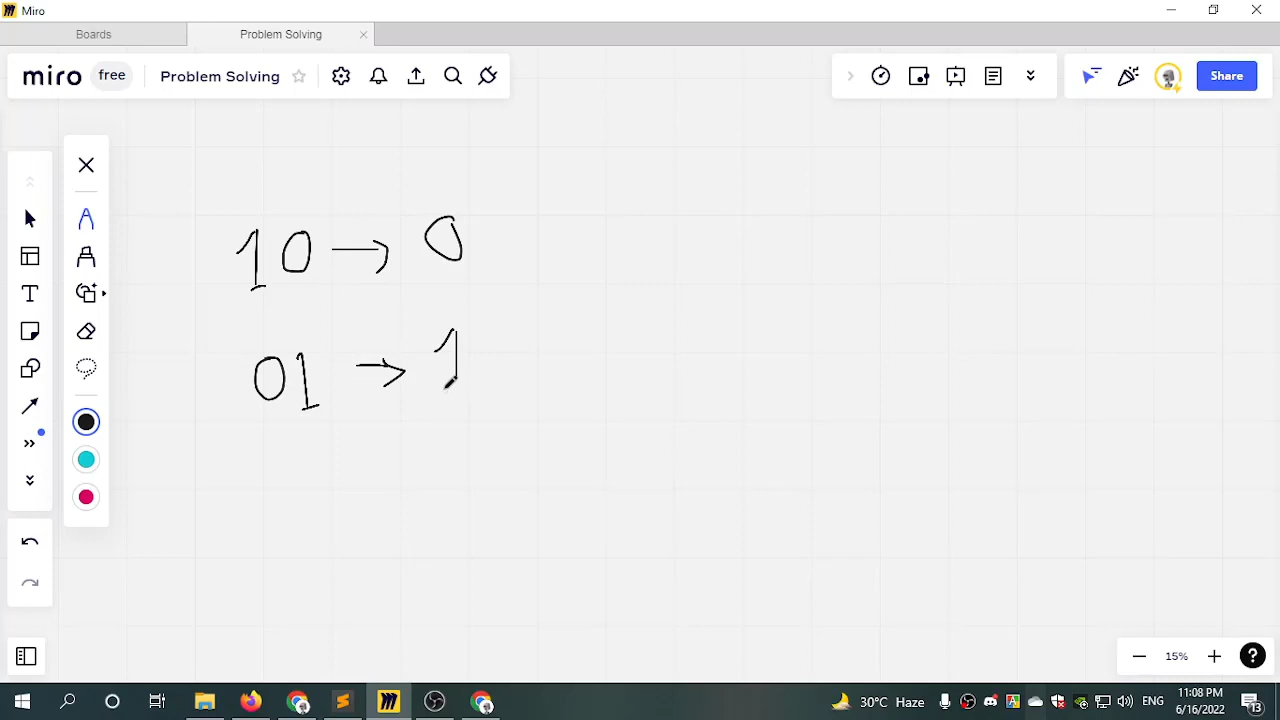 Miro
Boards
Problem Solving
miro free Problem Solving
Share
10 → 0
01 → 1
15%
30°C Haze
ENG
11:08 PM
6/16/2022
13